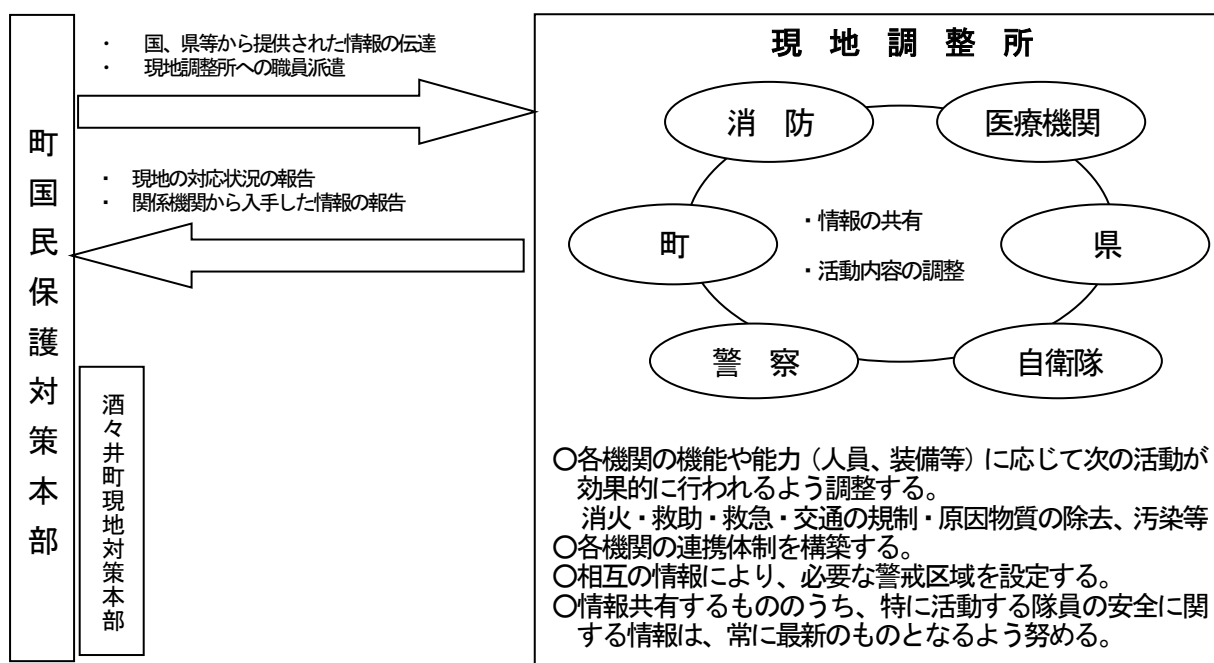 町国民保護対策本部
・ 国、県等から提供された情報の伝達
・ 現地調整所への職員派遣
・ 現地の対応状況の報告
・ 関係機関から入手した情報の報告
酒々井町現地対策本部
現 地 調 整 所
消 防
医療機関
町
・情報の共有
・活動内容の調整
県
警 察
自衛隊
○各機関の機能や能力(人員、装備等)に応じて次の活動が
効果的に行われるよう調整する。
消火・救助・救急・交通の規制・原因物質の除去、汚染等
○各機関の連携体制を構築する。
○相互の情報により、必要な警戒区域を設定する。
○情報共有するもののうち、特に活動する隊員の安全に関
する情報は、常に最新のものとなるよう努める。